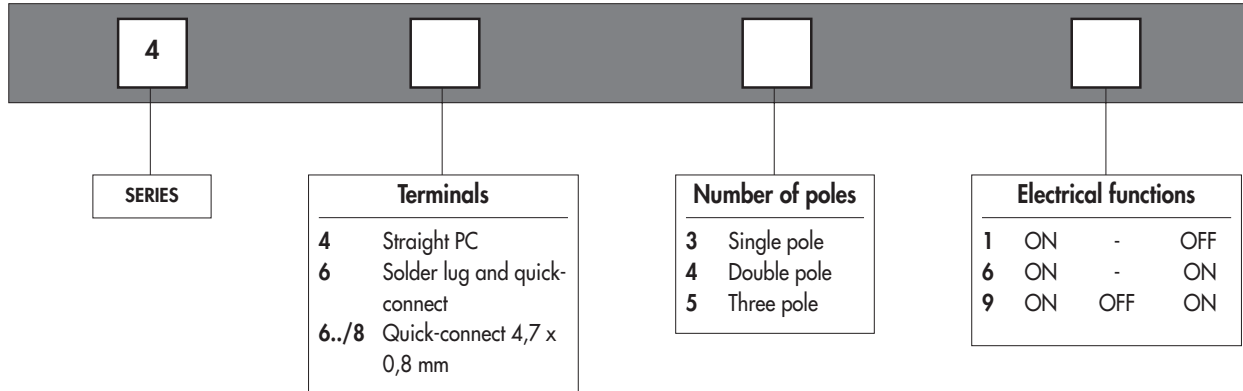 4
SERIES
Terminals
4 Straight PC
6 Solder lug and quick-
connect
6../8 Quick-connect 4,7 x
0,8 mm
Number of poles
3 Single pole
4 Double pole
5 Three pole
Electrical functions
1 ON - OFF
6 ON - ON
9 ON OFF ON